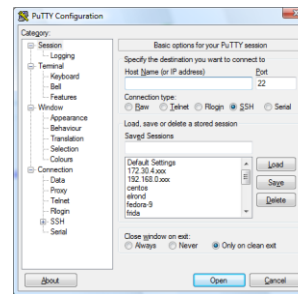 PuTTY Configuration
Category:
Session
Logging
Terminal
Keyboard
Bell
Features
Window
Appearance
Behaviour
Translation
Selection
Colours
Connection
Data
Proxy
Telnet
Rlogin
SSH
Serial
Basic options for your PuTTY session
Specify the destination you want to connect to
Host Name (or IP address) Port
22
Connection type:
Raw Telnet Rlogin SSH Serial
Load, save or delete a stored session
Saved Sessions
Default Settings
172.30.4.xxx
192.168.0.xxx
centos
elrond
fedora-9
frida
Load
Save
Delete
Close window on exit:
Always Never Only on clean exit
About Open Cancel